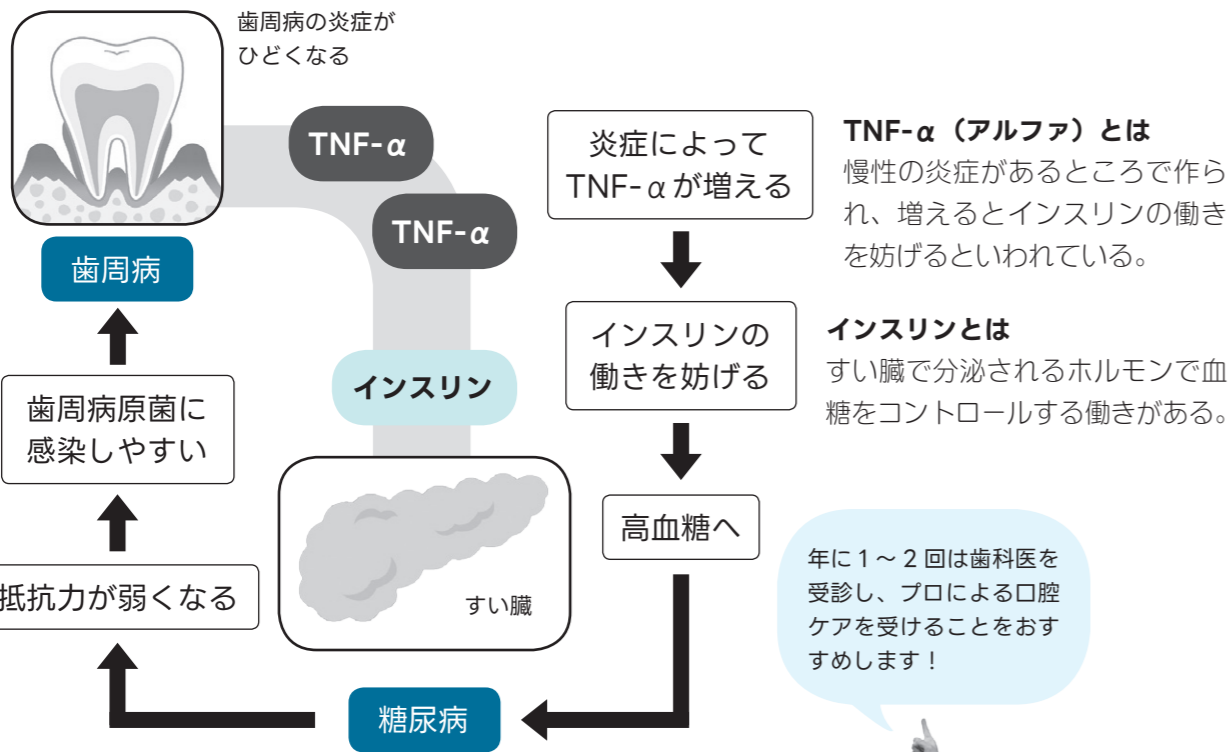 歯周病の炎症が
ひどくなる
TNF-α
TNF-α
インスリン
すい臓
歯周病
歯周病原菌に
感染しやすい
抵抗力が弱くなる
糖尿病
炎症によって
TNF-αが増える
インスリンの
働きを妨げる
高血糖へ
TNF-α（アルファ）とは
慢性の炎症があるところで作ら
れ、増えるとインスリンの働き
を妨げるといわれている。
インスリンとは
すい臓で分泌されるホルモンで血
糖をコントロールする働きがある。
年に1～2回は歯科医を
受診し、プロによる口腔
ケアを受けることをおす
すめします！